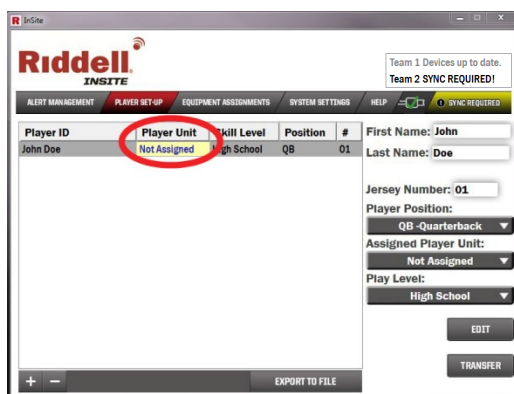 R InSite
Riddell
INSITE
Team 1 Devices up to date.
Team 2 SYNC REQUIRED!
ALERT MANAGEMENT PLAYER SET-UP EQUIPMENT ASSIGNMENTS SYSTEM SETTINGS HELP SYNC REQUIRED
Player ID Player Unit Skill Level Position #
John Doe Not Assigned High School QB 01
First Name: John
Last Name: Doe
Jersey Number: 01
Player Position:
QB -Quarterback
Assigned Player Unit:
Not Assigned
Play Level:
High School
EDIT
TRANSFER
+ − EXPORT TO FILE